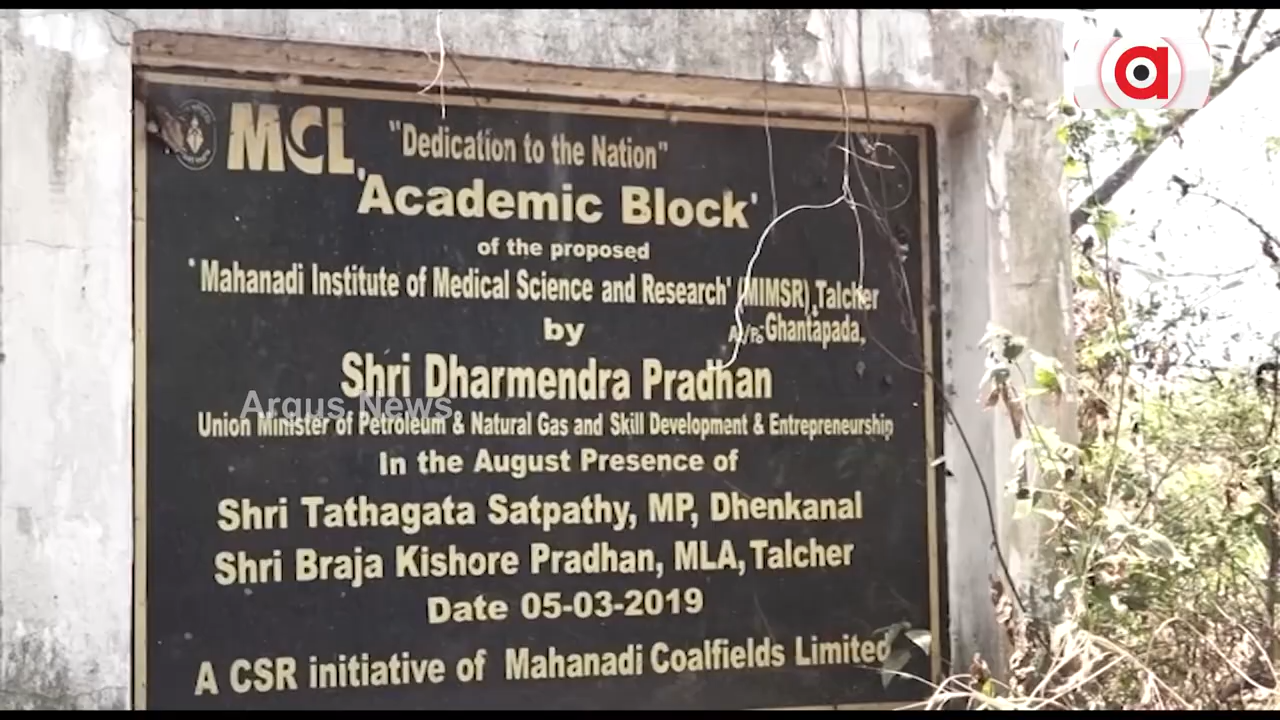 a
MCL "Dedication to the Nation"
'Academic Block'
of the proposed
'Mahanadi Institute of Medical Science and Research' (MIMSR), Talcher
by At/Po-Ghantapada,
Shri Dharmendra Pradhan
Argus News
Union Minister of Petroleum & Natural Gas and Skill Development & Entrepreneurship
In the August Presence of
Shri Tathagata Satpathy, MP, Dhenkanal
Shri Braja Kishore Pradhan, MLA, Talcher
Date 05-03-2019
A CSR initiative of Mahanadi Coalfields Limited